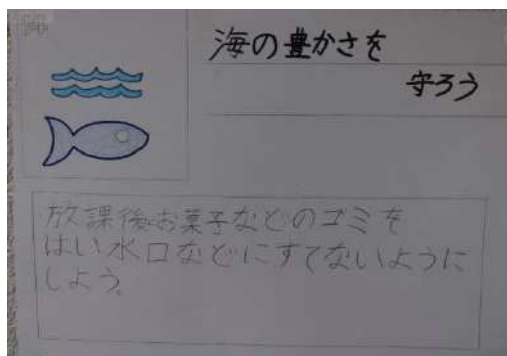 14
海の豊かさを
守ろう
放課後お菓子などのゴミを
はい水口などにすてないように
しよう。